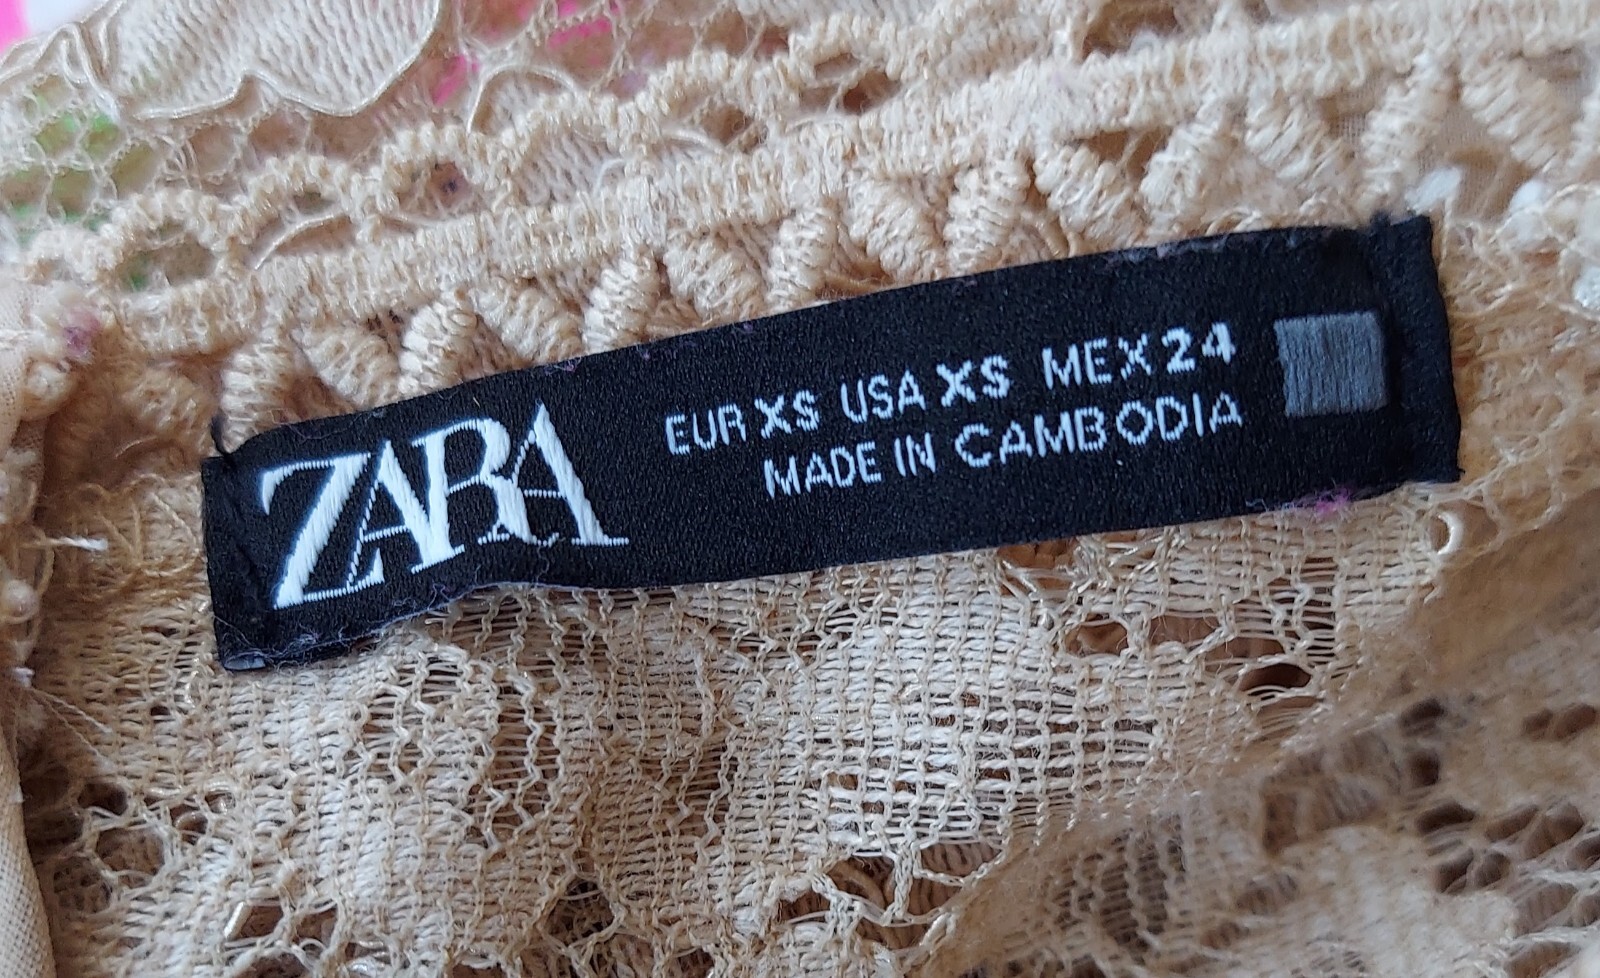 ZARA
EUR XS USA XS MEX 24
MADE IN CAMBODIA